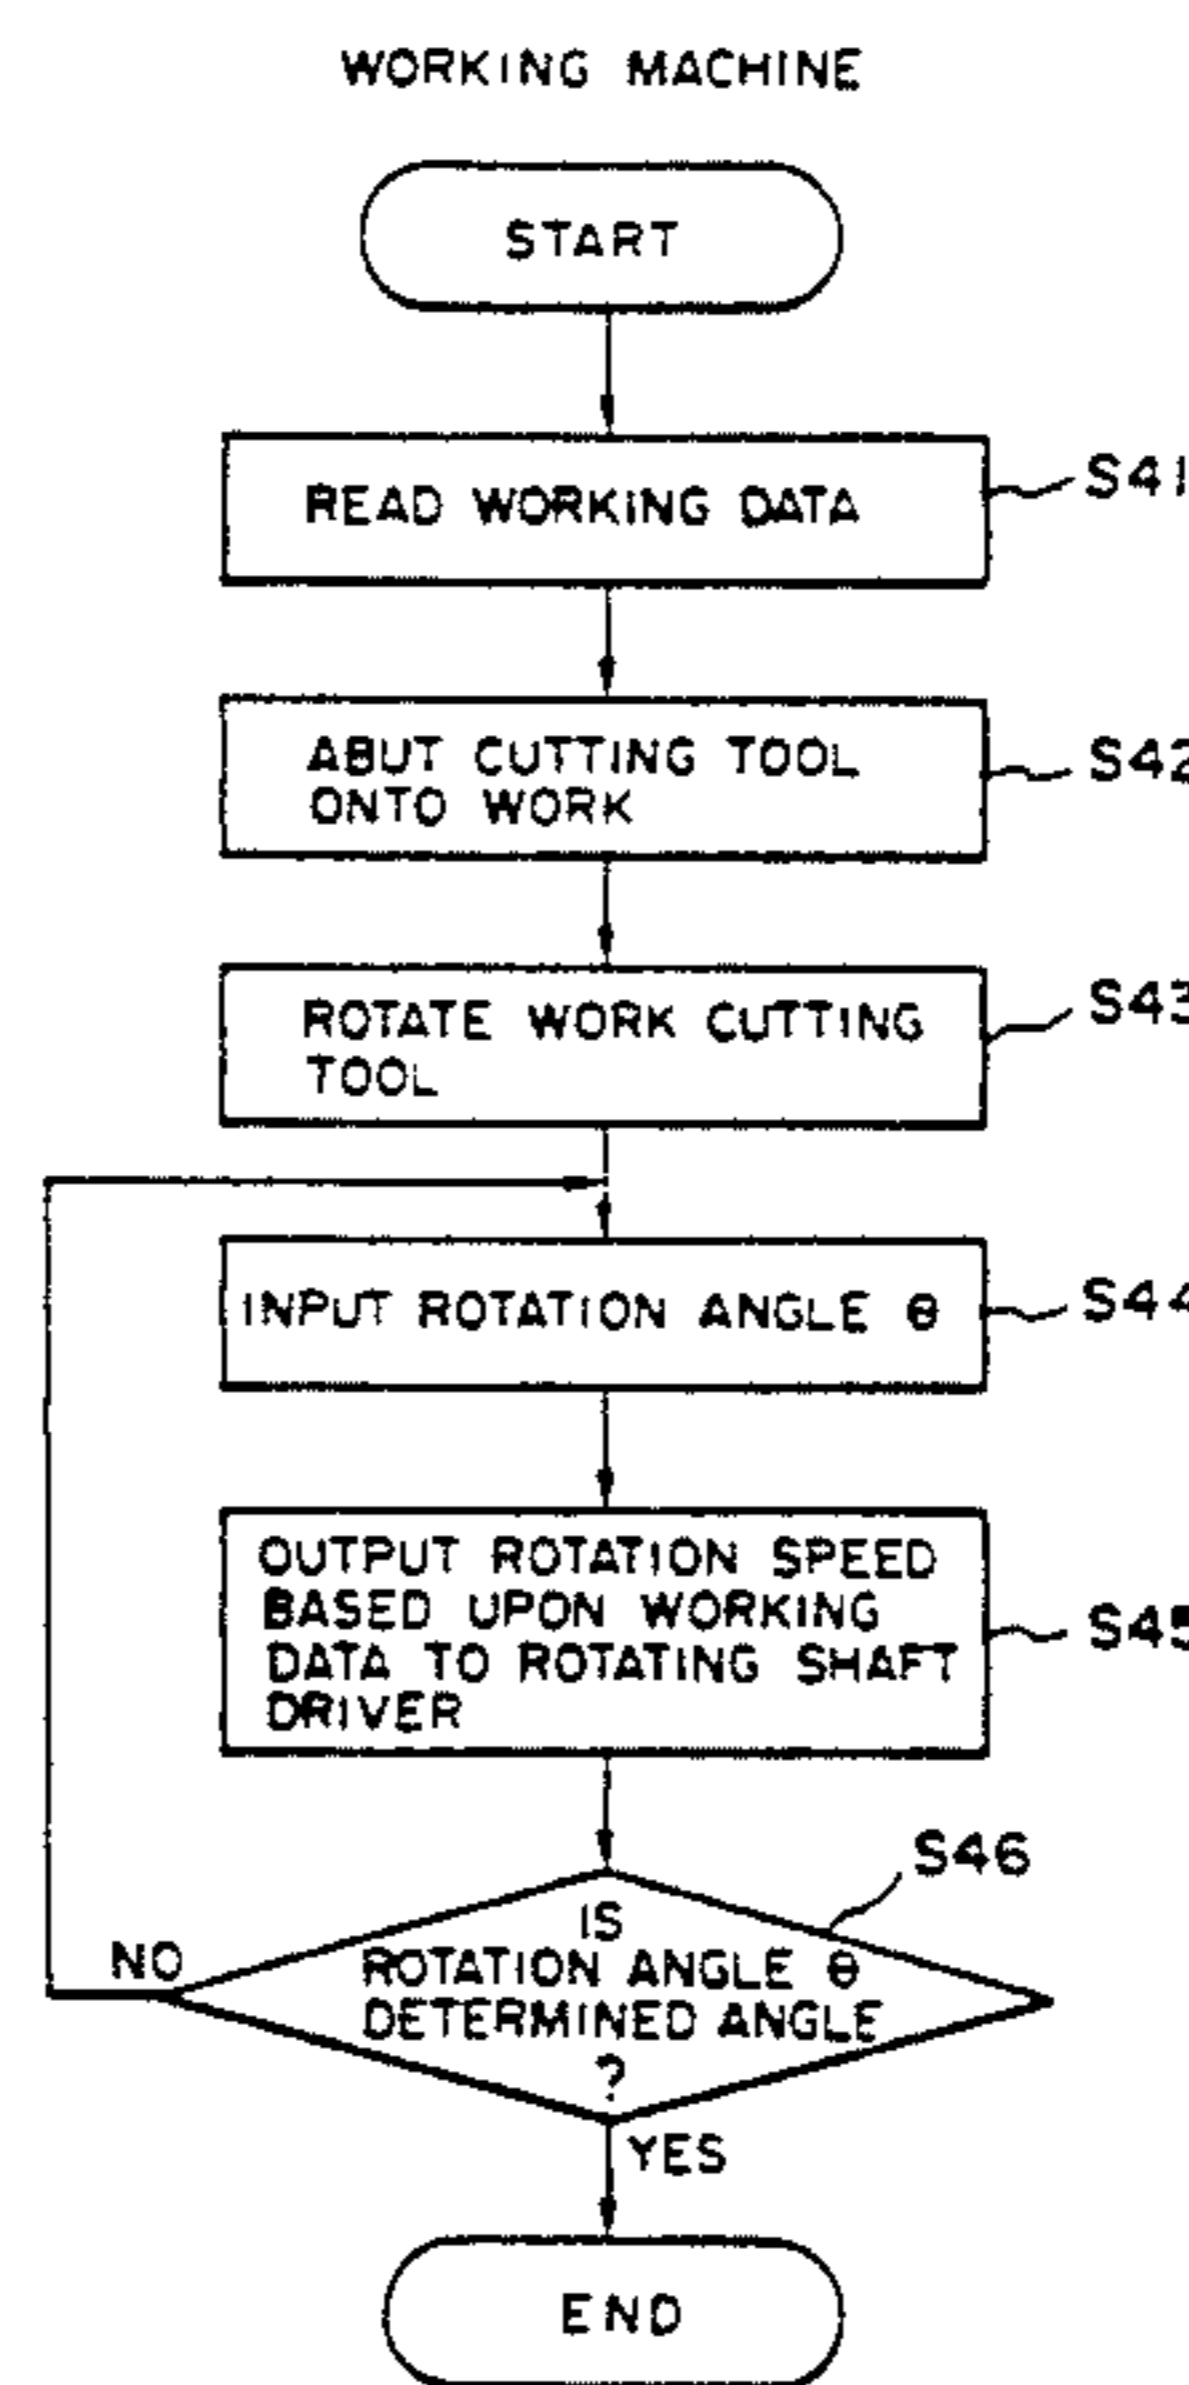 WORKING MACHINE
START
READ WORKING DATA
S41
ABUT CUTTING TOOL
ONTO WORK
S42
ROTATE WORK CUTTING
TOOL
S43
INPUT ROTATION ANGLE θ
S44
OUTPUT ROTATION SPEED
BASED UPON WORKING
DATA TO ROTATING SHAFT
DRIVER
S45
S46
IS
ROTATION ANGLE θ
DETERMINED ANGLE
?
NO
YES
END